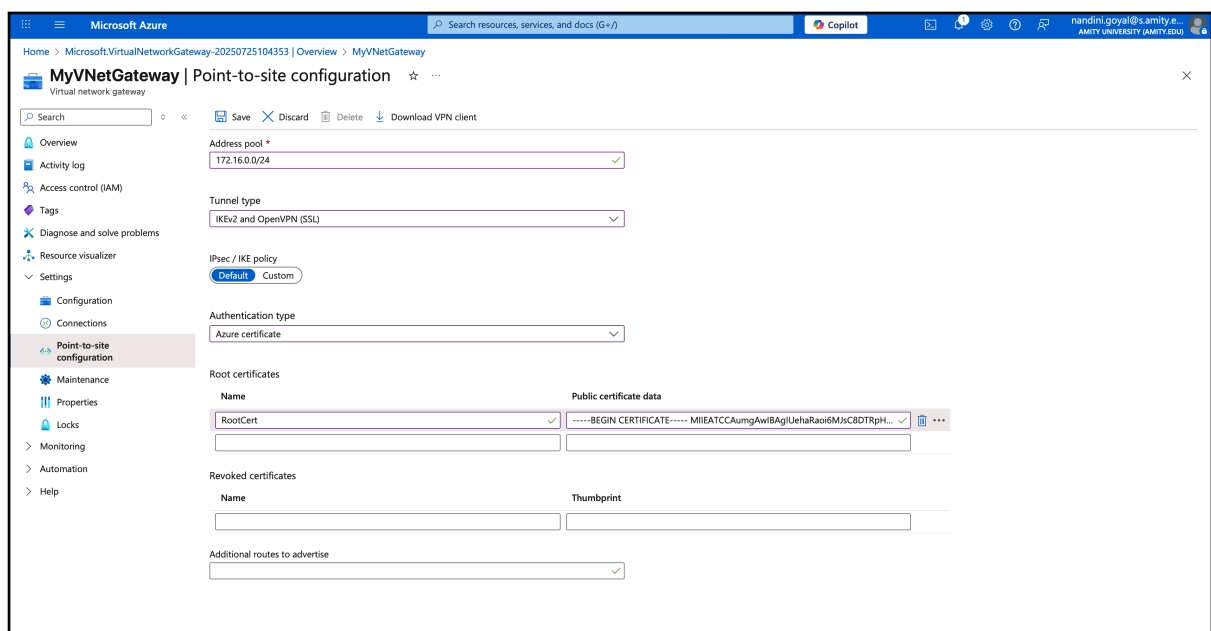 Microsoft Azure
Search resources, services, and docs (G+/)
Copilot
1
nandini.goyal@s.amity.e...
AMITY UNIVERSITY (AMITY.EDU)
Home > Microsoft.VirtualNetworkGateway-20250725104353 | Overview > MyVNetGateway
MyVNetGateway | Point-to-site configuration
Virtual network gateway
Search
Save Discard Delete Download VPN client
Overview
Activity log
Access control (IAM)
Tags
Diagnose and solve problems
Resource visualizer
Settings
Configuration
Connections
Point-to-site
configuration
Maintenance
Properties
Locks
Monitoring
Automation
Help
Address pool *
172.16.0.0/24
Tunnel type
IKEv2 and OpenVPN (SSL)
IPsec / IKE policy
Default Custom
Authentication type
Azure certificate
Root certificates
Name Public certificate data
RootCert -----BEGIN CERTIFICATE----- MIIEATCCAumgAwIBAgIUehaRaoi6MJsC8DTRpH...
Revoked certificates
Name Thumbprint
Additional routes to advertise